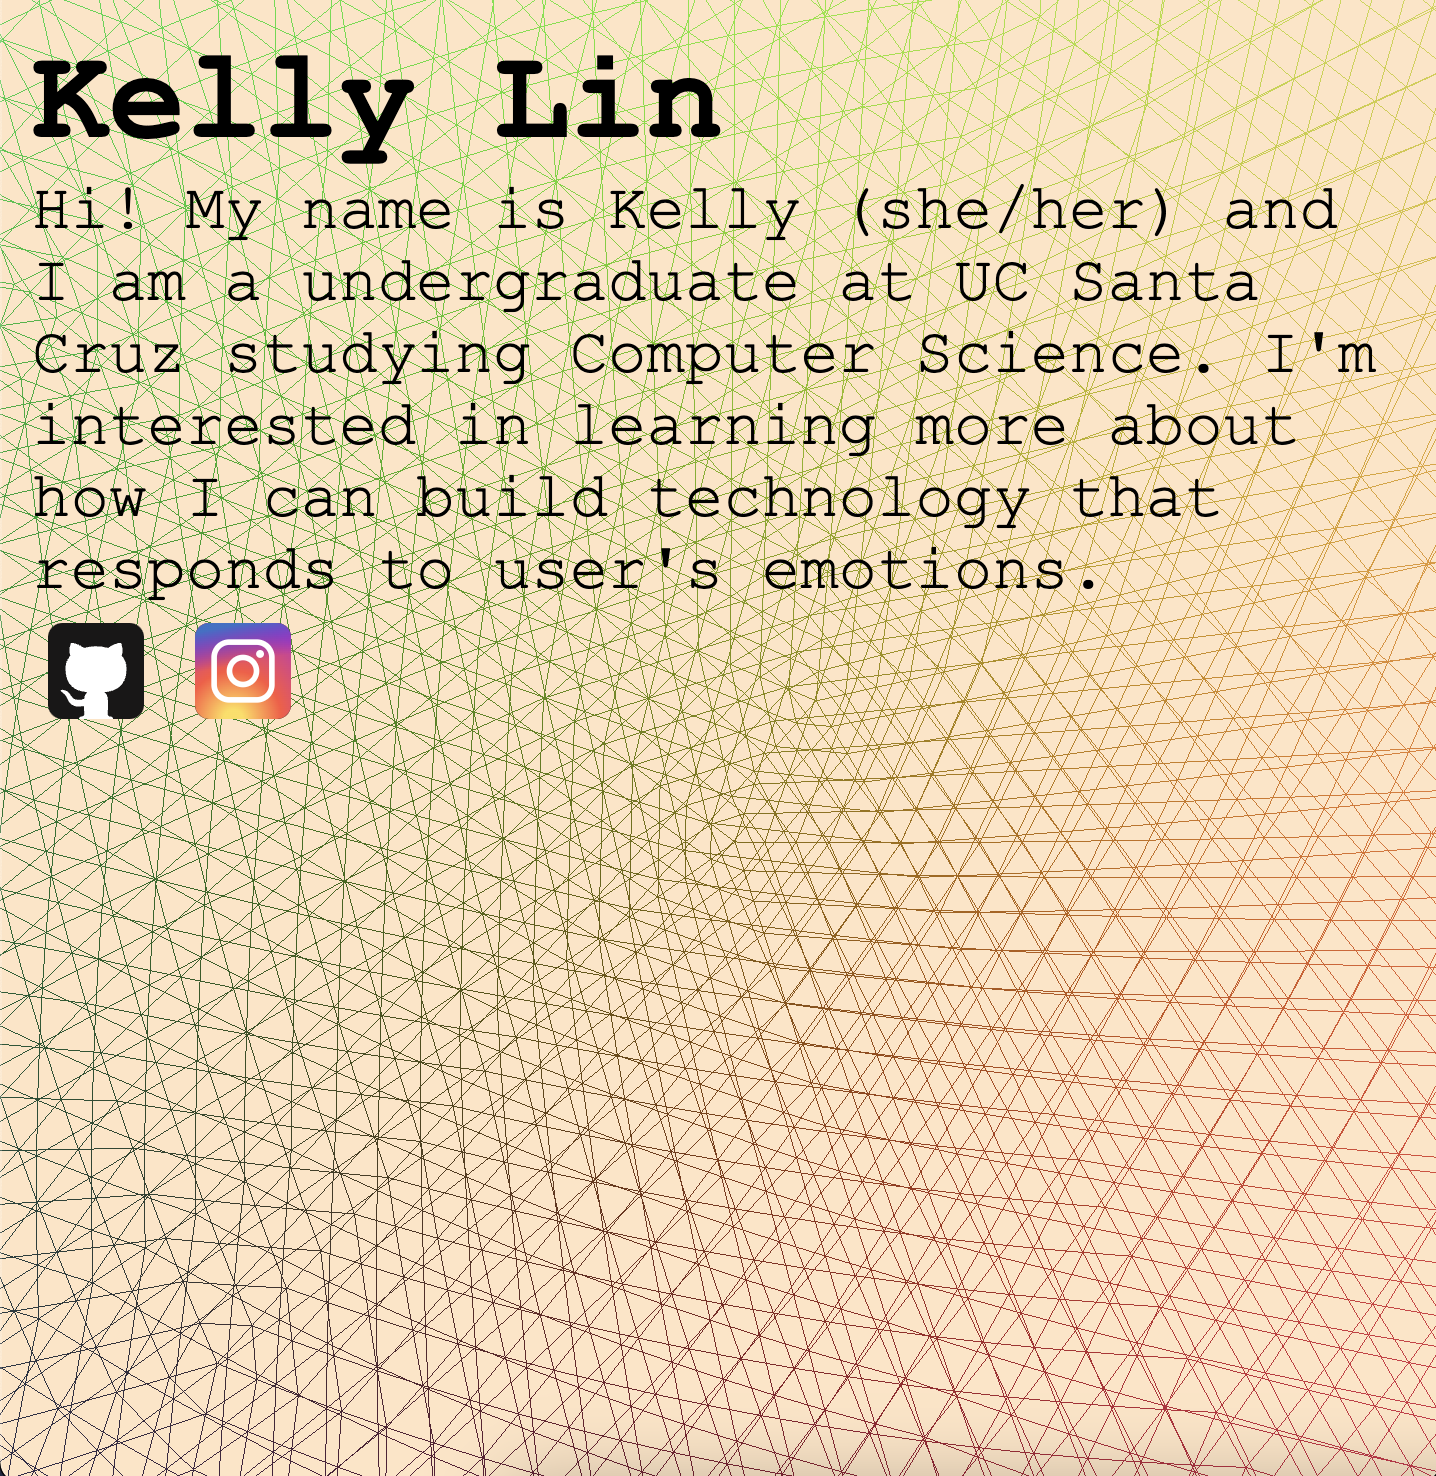 Kelly Lin
Hi! My name is Kelly (she/her) and
I am a undergraduate at UC Santa
Cruz studying Computer Science. I'm
interested in learning more about
how I can build technology that
responds to user's emotions.